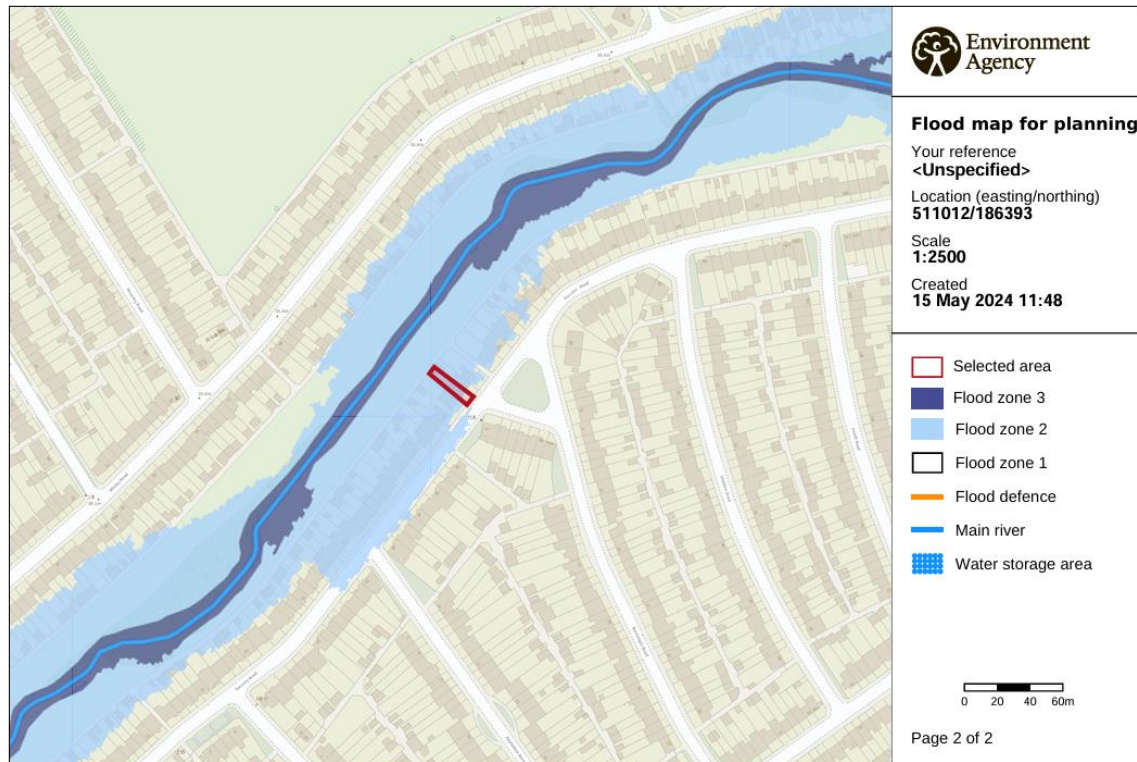 Environment
Agency
Flood map for planning
Your reference
<Unspecified>
Location (easting/northing)
511012/186393
Scale
1:2500
Created
15 May 2024 11:48
Selected area
Flood zone 3
Flood zone 2
Flood zone 1
Flood defence
Main river
Water storage area
0 20 40 60m
Page 2 of 2